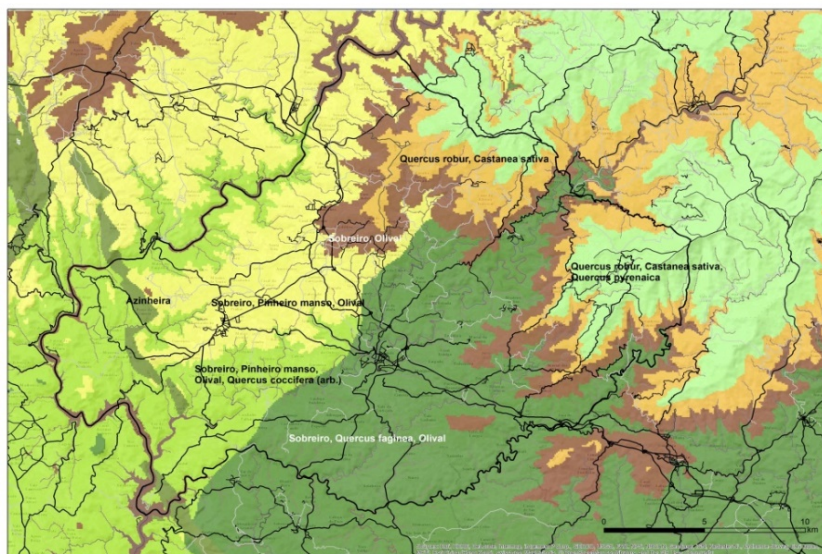 Quercus robur, Castanea sativa
Sobreiro, Olival
Quercus robur, Castanea sativa,
Quercus pyrenaica
Azinheira
Sobreiro, Pinheiro manso, Olival
Sobreiro, Pinheiro manso,
Olival, Quercus coccifera (arb.)
Sobreiro, Quercus faginea, Olival
0 5 10
km